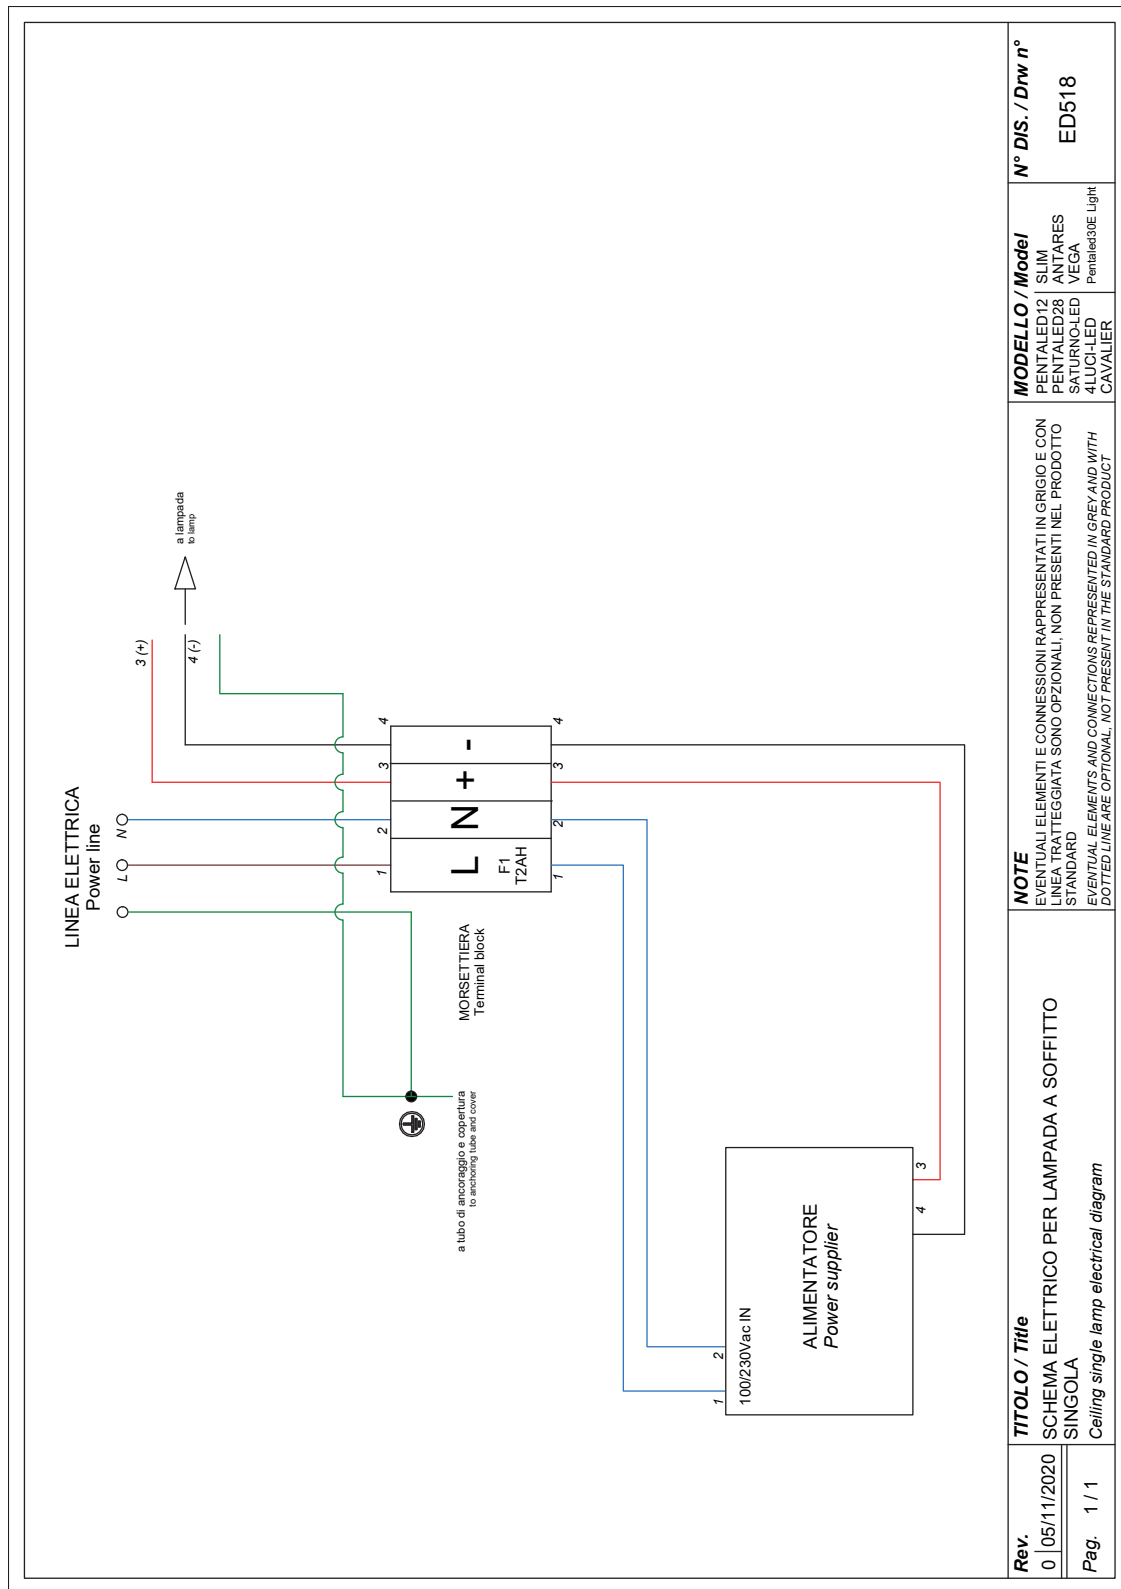 LINEA ELETTRICA
Power line
L
N
3 (+)
4 (-)
a lampada
to lamp
1
2
3
4
L
N
+
-
F1
T2AH
1
2
3
4
MORSETTIERA
Terminal block
a tubo di ancoraggio e copertura
to anchoring tube and cover
1
2
100/230Vac IN
ALIMENTATORE
Power supplier
4
3
Rev.
0 05/11/2020
Pag. 1 / 1
TITOLO / Title
SCHEMA ELETTRICO PER LAMPADA A SOFFITTO
SINGOLA
Ceiling single lamp electrical diagram
NOTE
EVENTUALI ELEMENTI E CONNESSIONI RAPPRESENTATI IN GRIGIO E CON
LINEA TRATTEGGIATA SONO OPZIONALI, NON PRESENTI NEL PRODOTTO
STANDARD
EVENTUAL ELEMENTS AND CONNECTIONS REPRESENTED IN GREY AND WITH
DOTTED LINE ARE OPTIONAL, NOT PRESENT IN THE STANDARD PRODUCT
MODELLO / Model
PENTALED12
PENTALED28
SATURNO-LED
4LUCI-LED
CAVALIER
SLIM
ANTARES
VEGA
Pentaled30E Light
N° DIS. / Drw n°
ED518